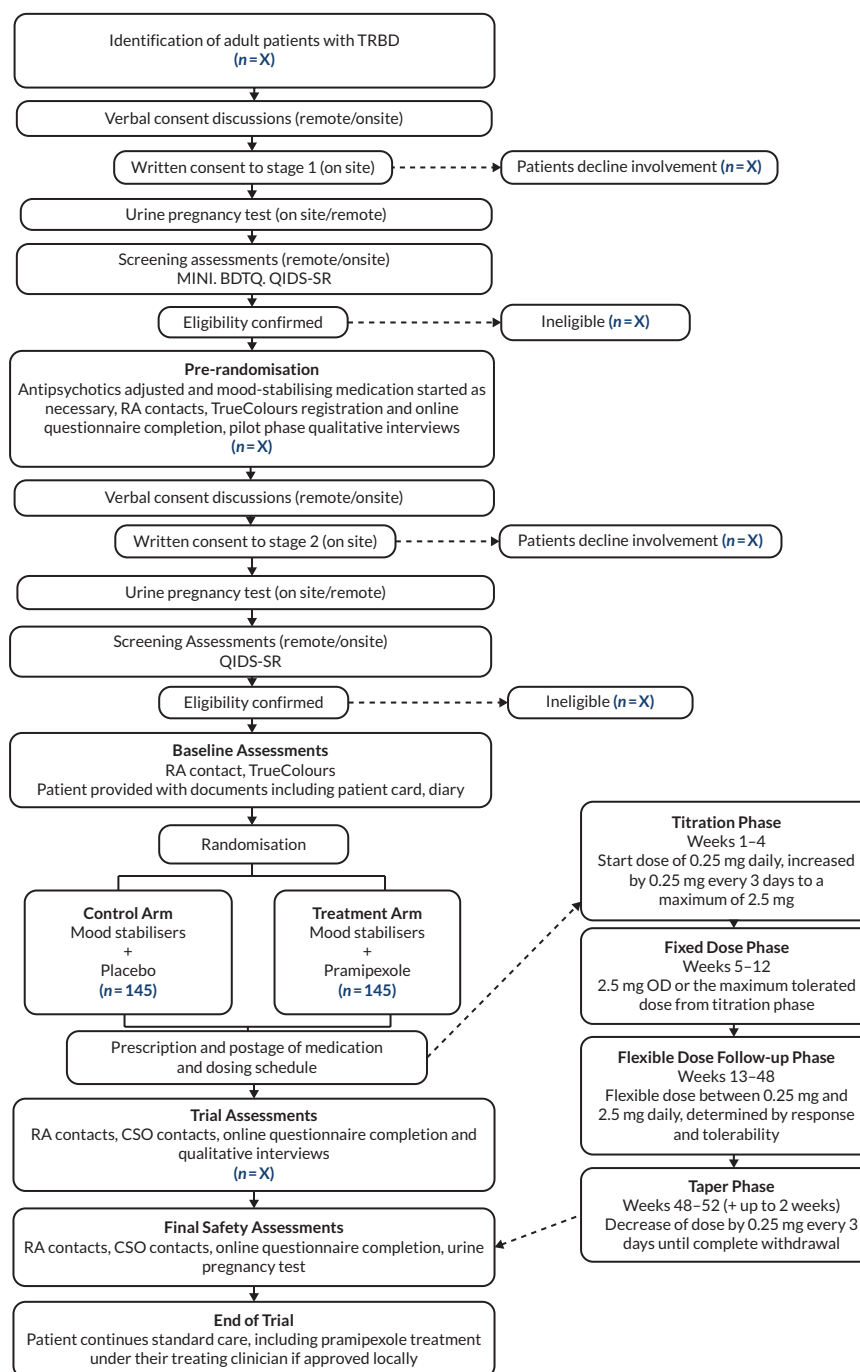 Identification of adult patients with TRBD
(n=X)
Verbal consent discussions (remote/onsite)
Written consent to stage 1 (on site)
Patients decline involvement (n=X)
Urine pregnancy test (on site/remote)
Screening assessments (remote/onsite)
MINI. BDTQ. QIDS-SR
Eligibility confirmed
Ineligible (n=X)
Pre-randomisation
Antipsychotics adjusted and mood-stabilising medication started as
necessary, RA contacts, TrueColours registration and online
questionnaire completion, pilot phase qualitative interviews
(n=X)
Verbal consent discussions (remote/onsite)
Written consent to stage 2 (on site)
Patients decline involvement (n=X)
Urine pregnancy test (on site/remote)
Screening Assessments (remote/onsite)
QIDS-SR
Eligibility confirmed
Ineligible (n=X)
Baseline Assessments
RA contact, TrueColours
Patient provided with documents including patient card, diary
Randomisation
Control Arm
Mood stabilisers
+
Placebo
(n=145)
Treatment Arm
Mood stabilisers
+
Pramipexole
(n=145)
Prescription and postage of medication
and dosing schedule
Titration Phase
Weeks 1–4
Start dose of 0.25 mg daily, increased
by 0.25 mg every 3 days to a
maximum of 2.5 mg
Fixed Dose Phase
Weeks 5–12
2.5 mg OD or the maximum tolerated
dose from titration phase
Flexible Dose Follow-up Phase
Weeks 13–48
Flexible dose between 0.25 mg and
2.5 mg daily, determined by response
and tolerability
Taper Phase
Weeks 48–52 (+ up to 2 weeks)
Decrease of dose by 0.25 mg every 3
days until complete withdrawal
Trial Assessments
RA contacts, CSO contacts, online questionnaire completion and
qualitative interviews
(n=X)
Final Safety Assessments
RA contacts, CSO contacts, online questionnaire completion, urine
pregnancy test
End of Trial
Patient continues standard care, including pramipexole treatment
under their treating clinician if approved locally